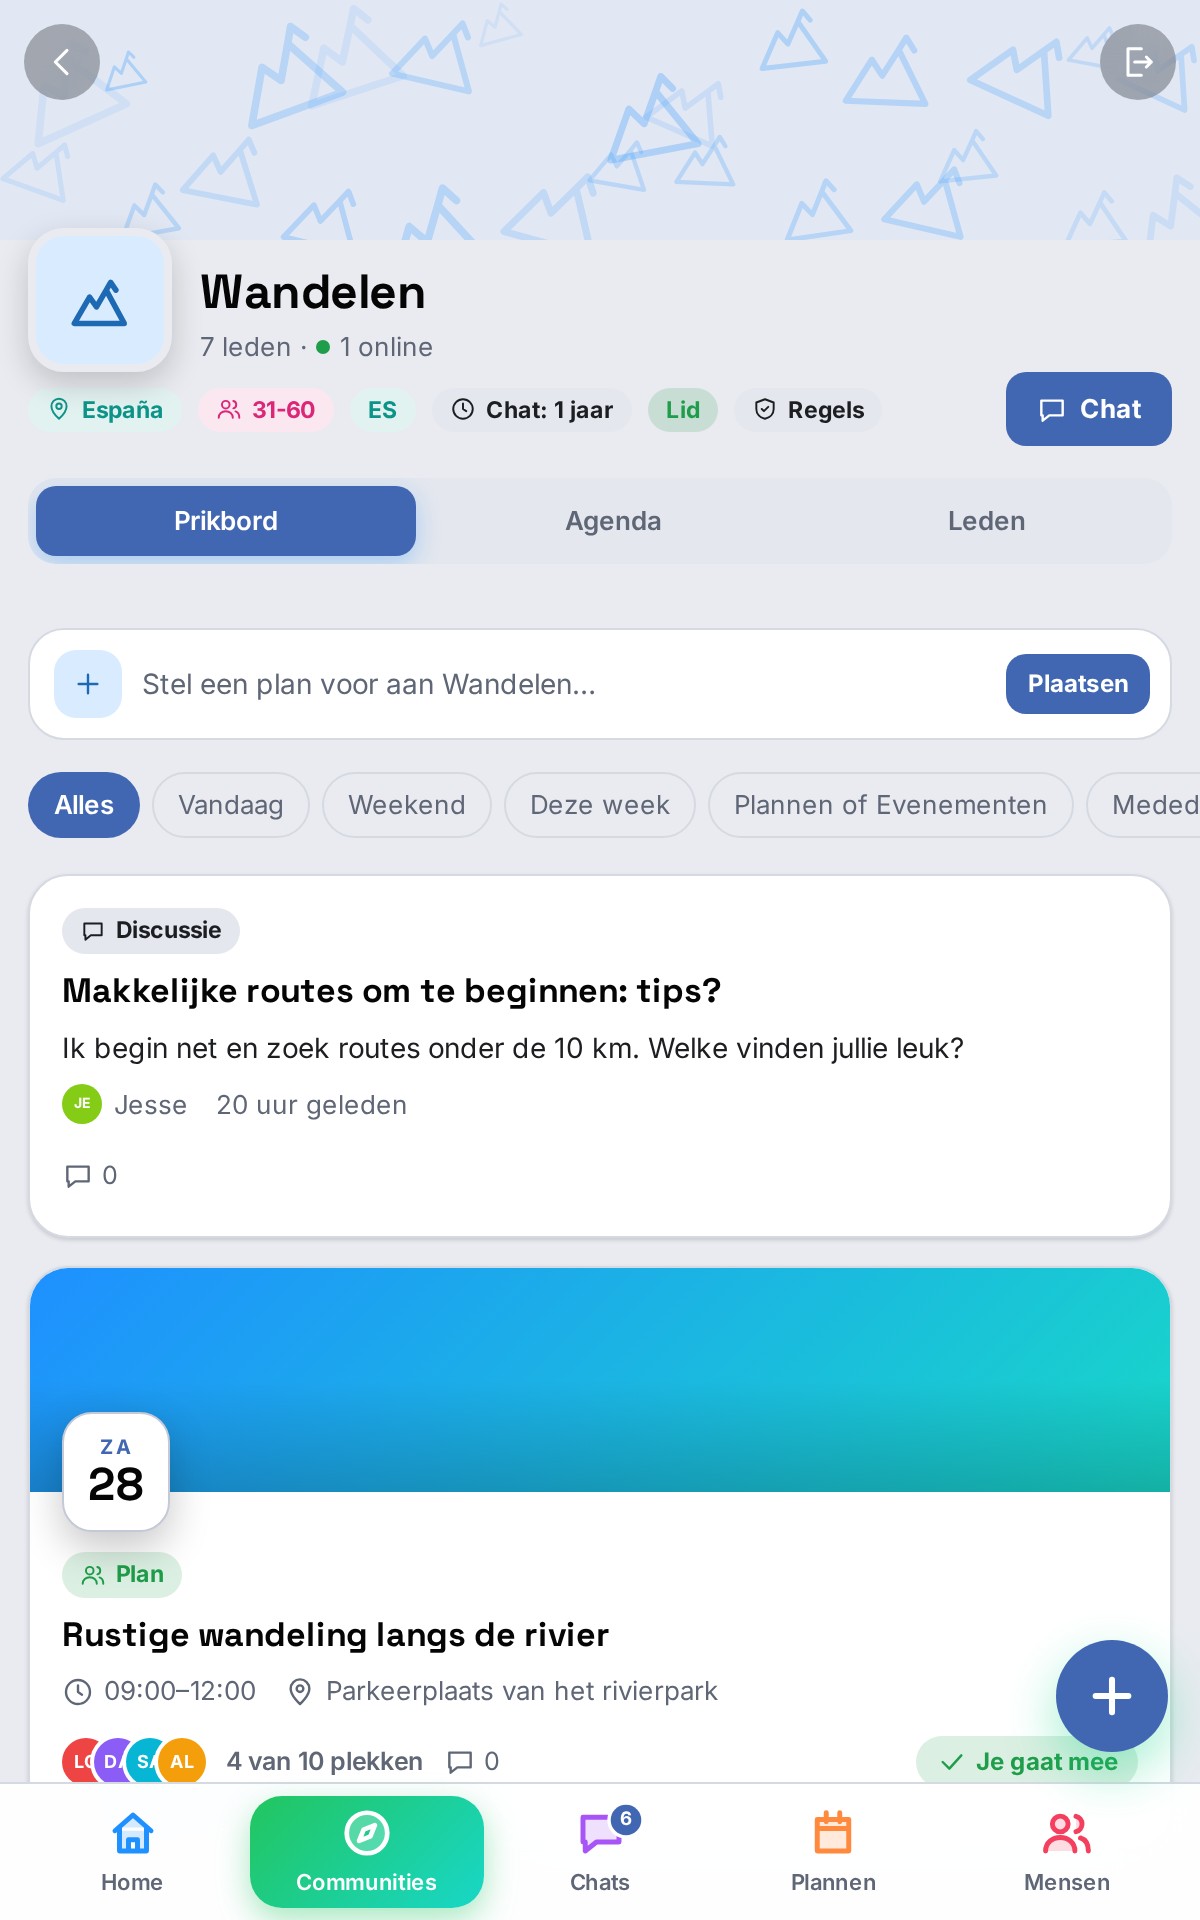 Wandelen
7 leden · 1 online
España 31-60 ES Chat: 1 jaar Lid Regels
Chat
Prikbord Agenda Leden
Stel een plan voor aan Wandelen... Plaatsen
Alles Vandaag Weekend Deze week Plannen of Evenementen Meded
Discussie
Makkelijke routes om te beginnen: tips?
Ik begin net en zoek routes onder de 10 km. Welke vinden jullie leuk?
JE Jesse 20 uur geleden
0
ZA
28
Plan
Rustige wandeling langs de rivier
09:00–12:00 Parkeerplaats van het rivierpark
AL 4 van 10 plekken 0 Je gaat mee
6
Home Communities Chats Plannen Mensen